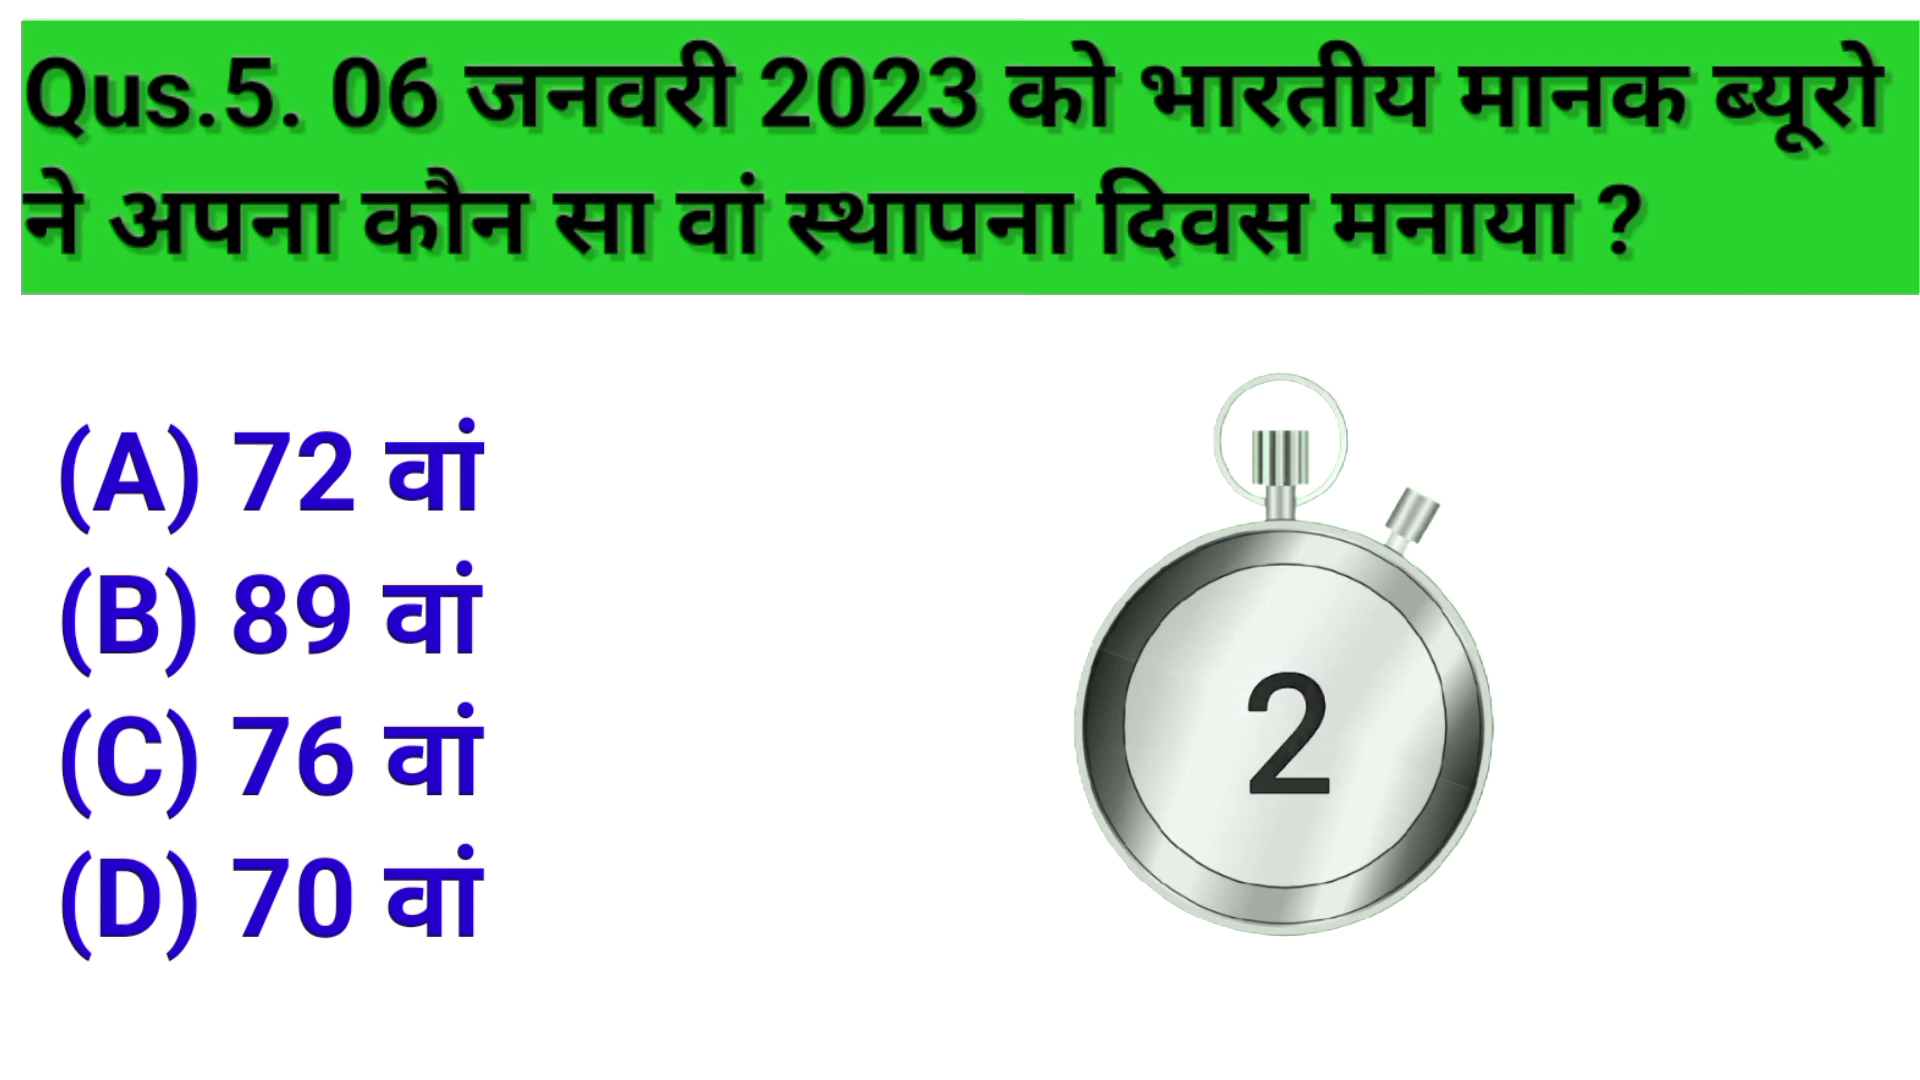 Qus.5. 06 जनवरी 2023 को भारतीय मानक ब्यूरो
ने अपना कौन सा वां स्थापना दिवस मनाया ?
(A) 72 वां
(B) 89 वां
(C) 76 वां
(D) 70 वां
2